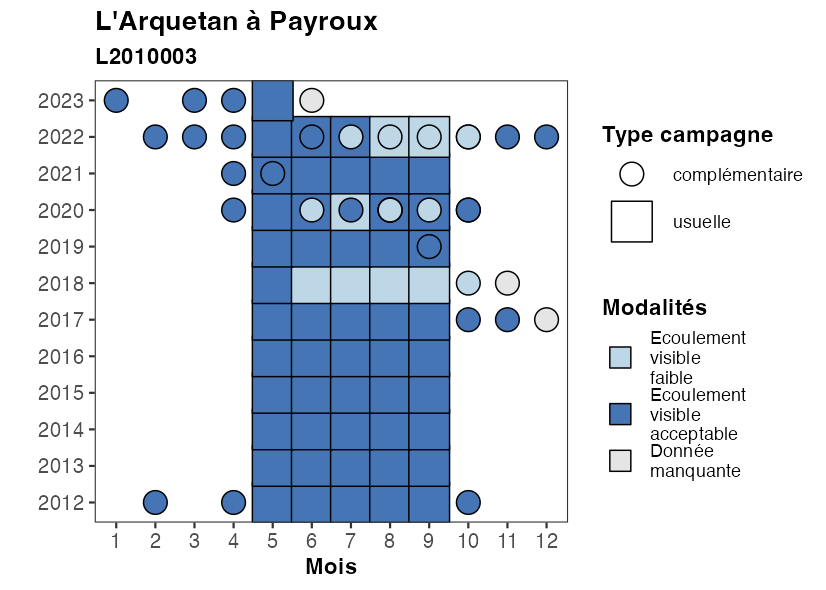 L'Arquetan à Payroux
L2010003
2023
2022
2021
2020
2019
2018
2017
2016
2015
2014
2013
2012
1 2 3 4 5 6 7 8 9 10 11 12
Mois
Type campagne
complémentaire
usuelle
Modalités
Ecoulement
visible
faible
Ecoulement
visible
acceptable
Donnée
manquante